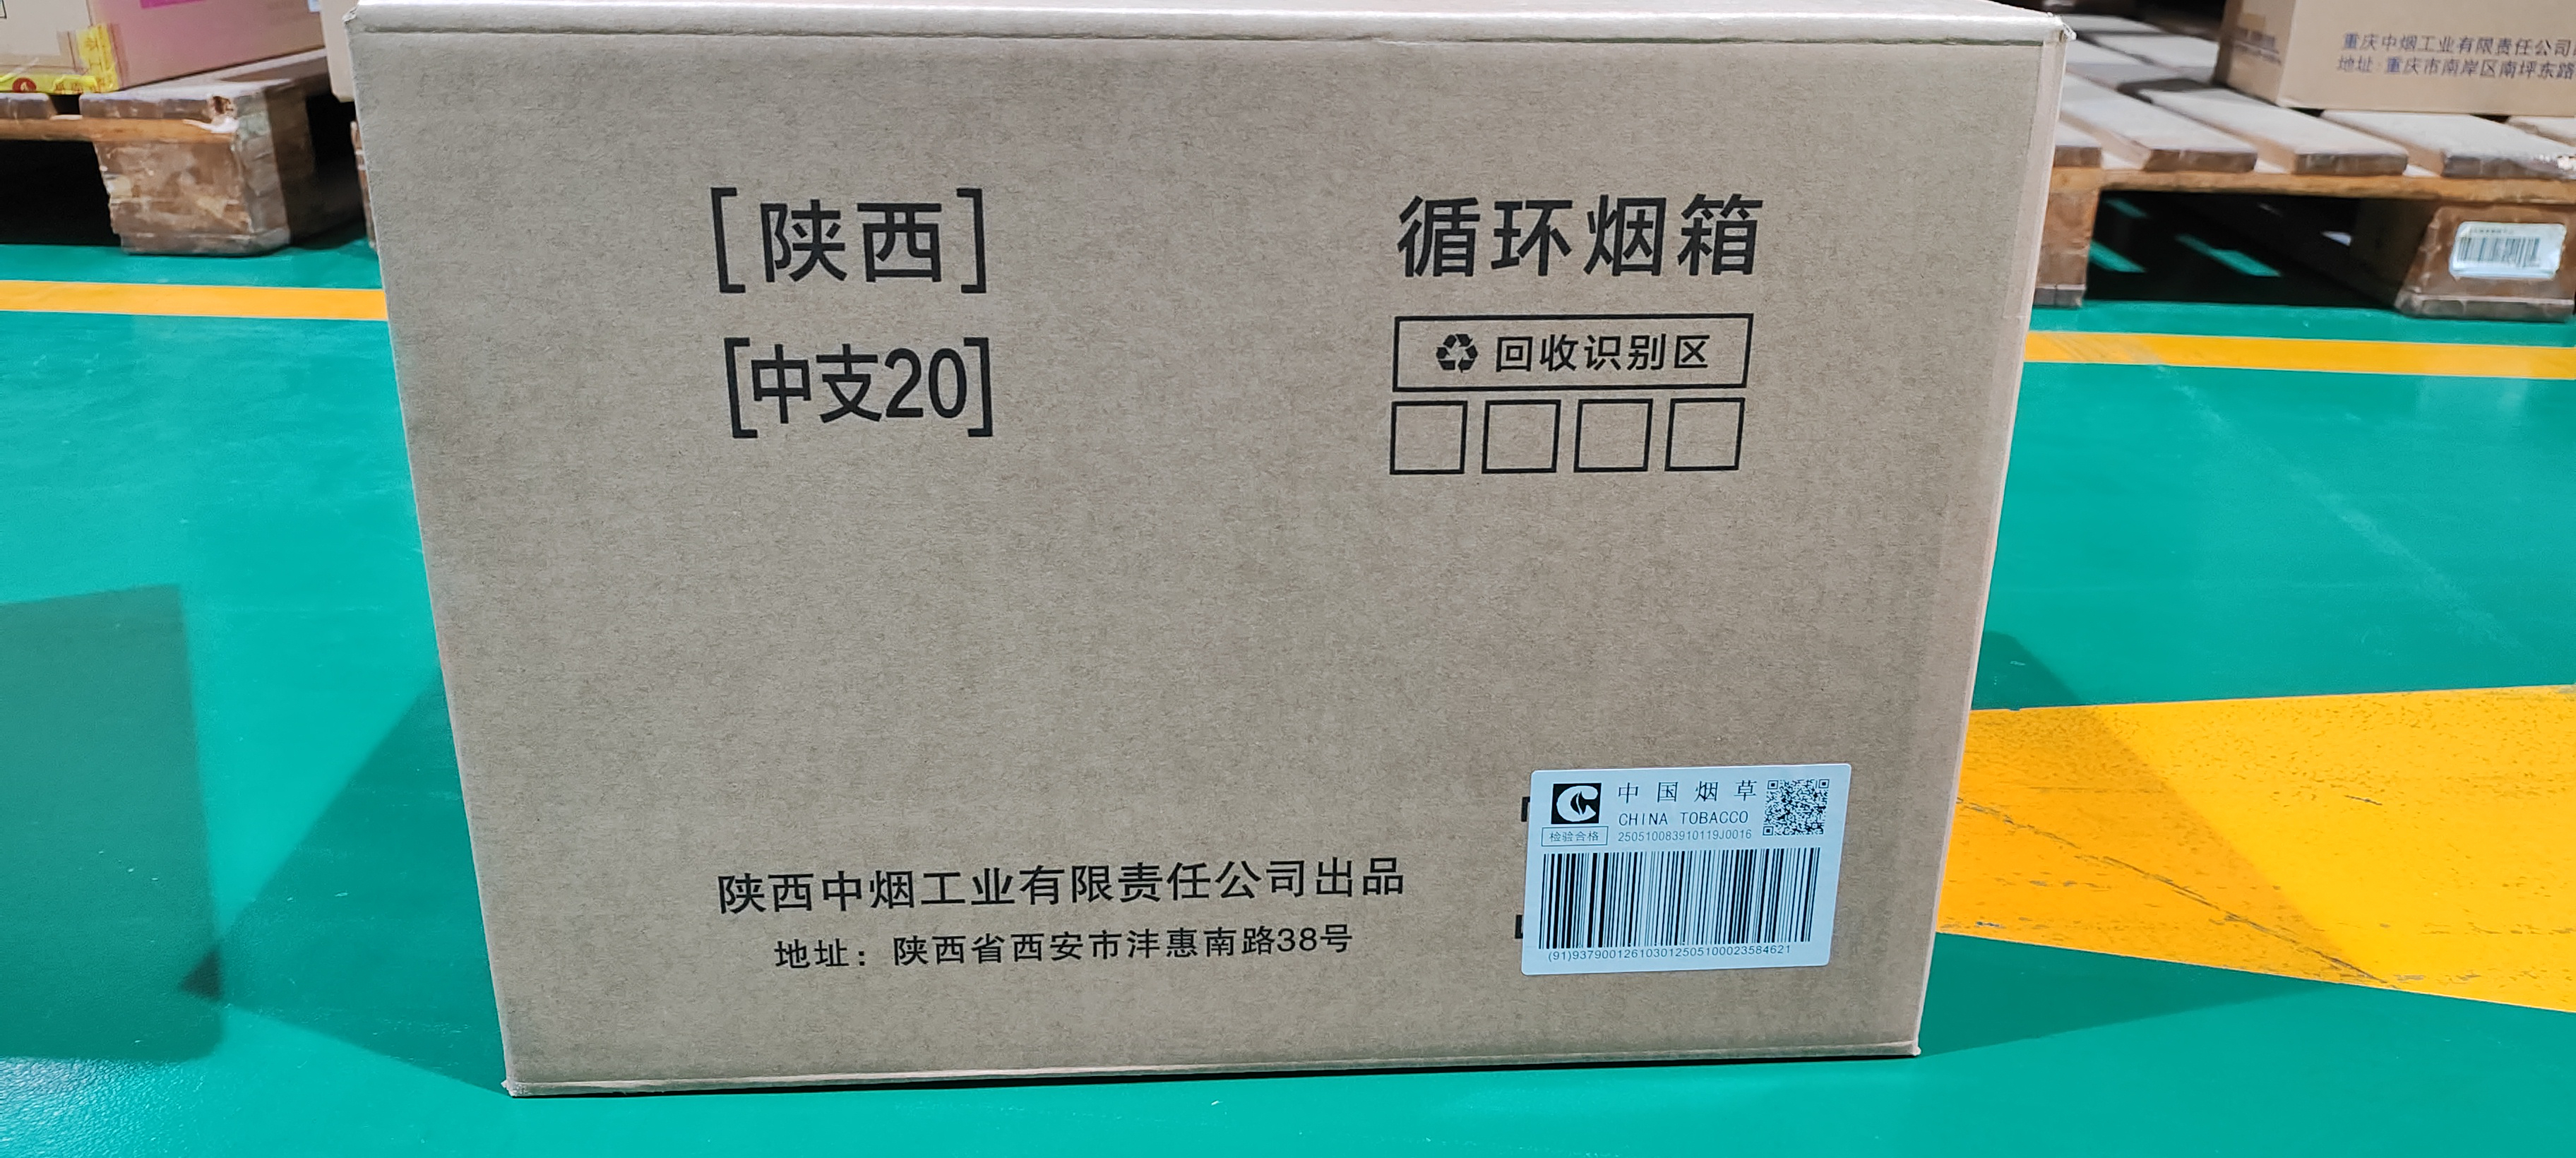 重庆中烟工业有限责任公司
地址:重庆市南岸区南坪东路
[陕西]
[中支20]
循环烟箱
回收识别区
中国烟草
CHINA TOBACCO
检验合格
250510083910119J0016
(91)937900126103012505100023584621
陕西中烟工业有限责任公司出品
地址：陕西省西安市沣惠南路38号